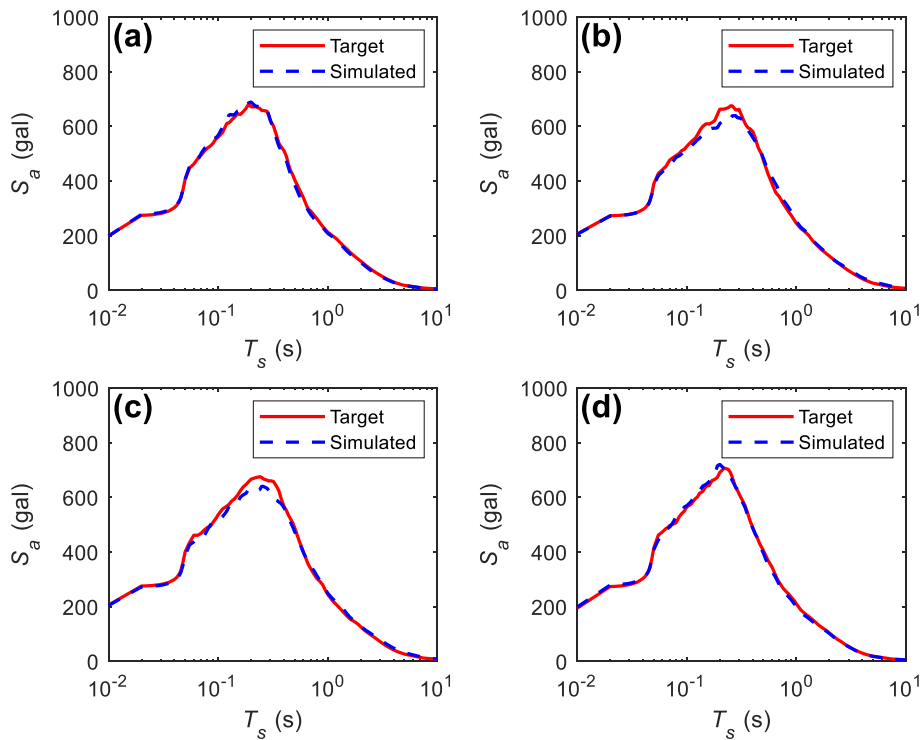 (a)
Target
Simulated
1000
800
600
400
200
0
S_a (gal)
10^-2
10^-1
10^0
10^1
T_s (s)
(b)
Target
Simulated
1000
800
600
400
200
0
S_a (gal)
10^-2
10^-1
10^0
10^1
T_s (s)
(c)
Target
Simulated
1000
800
600
400
200
0
S_a (gal)
10^-2
10^-1
10^0
10^1
T_s (s)
(d)
Target
Simulated
1000
800
600
400
200
0
S_a (gal)
10^-2
10^-1
10^0
10^1
T_s (s)